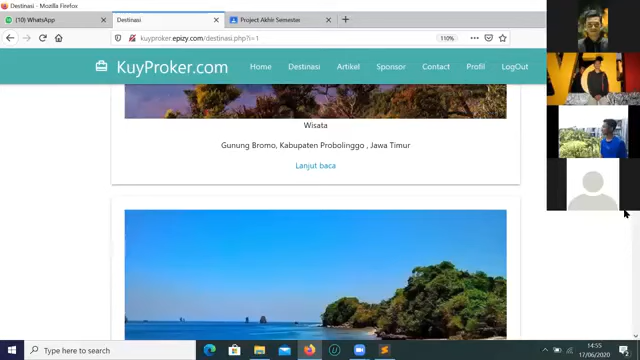 Destinasi - Mozilla Firefox
(10) WhatsApp
Destinasi
Project Akhir Semester
kuyproker.epizy.com/destinasi.php?i=1
110%
KuyProker.com
Home
Destinasi
Artikel
Sponsor
Contact
Profil
LogOut
Wisata
Gunung Bromo, Kabupaten Probolinggo , Jawa Timur
Lanjut baca
Type here to search
14:55
17/06/2020